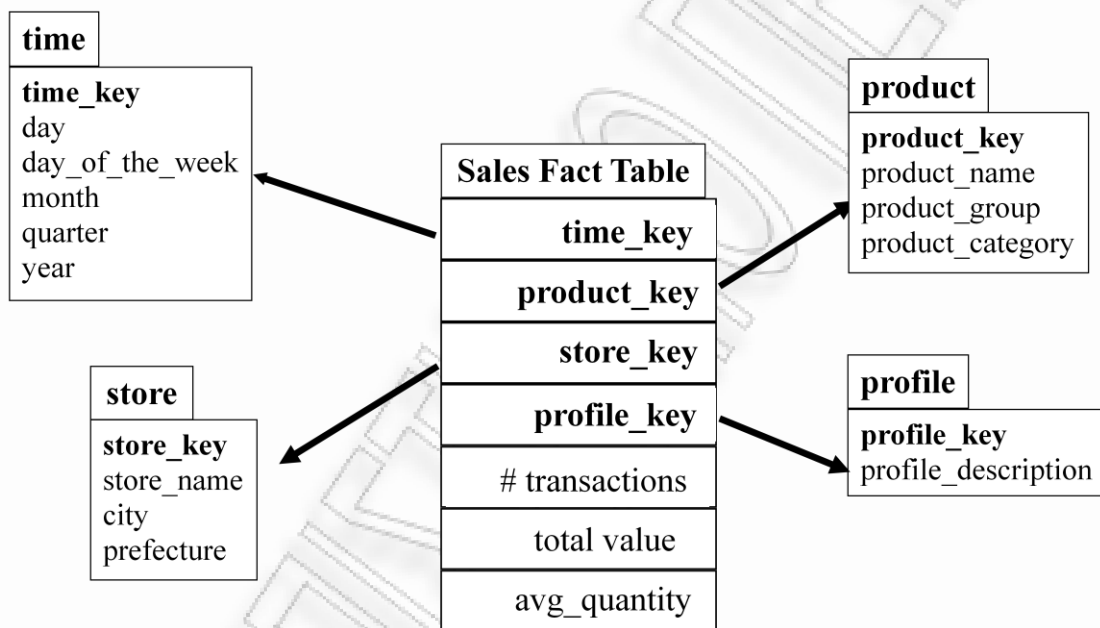 time
time_key
day
day_of_the_week
month
quarter
year
Sales Fact Table
time_key
product_key
store_key
profile_key
# transactions
total value
avg_quantity
product
product_key
product_name
product_group
product_category
store
store_key
store_name
city
prefecture
profile
profile_key
profile_description